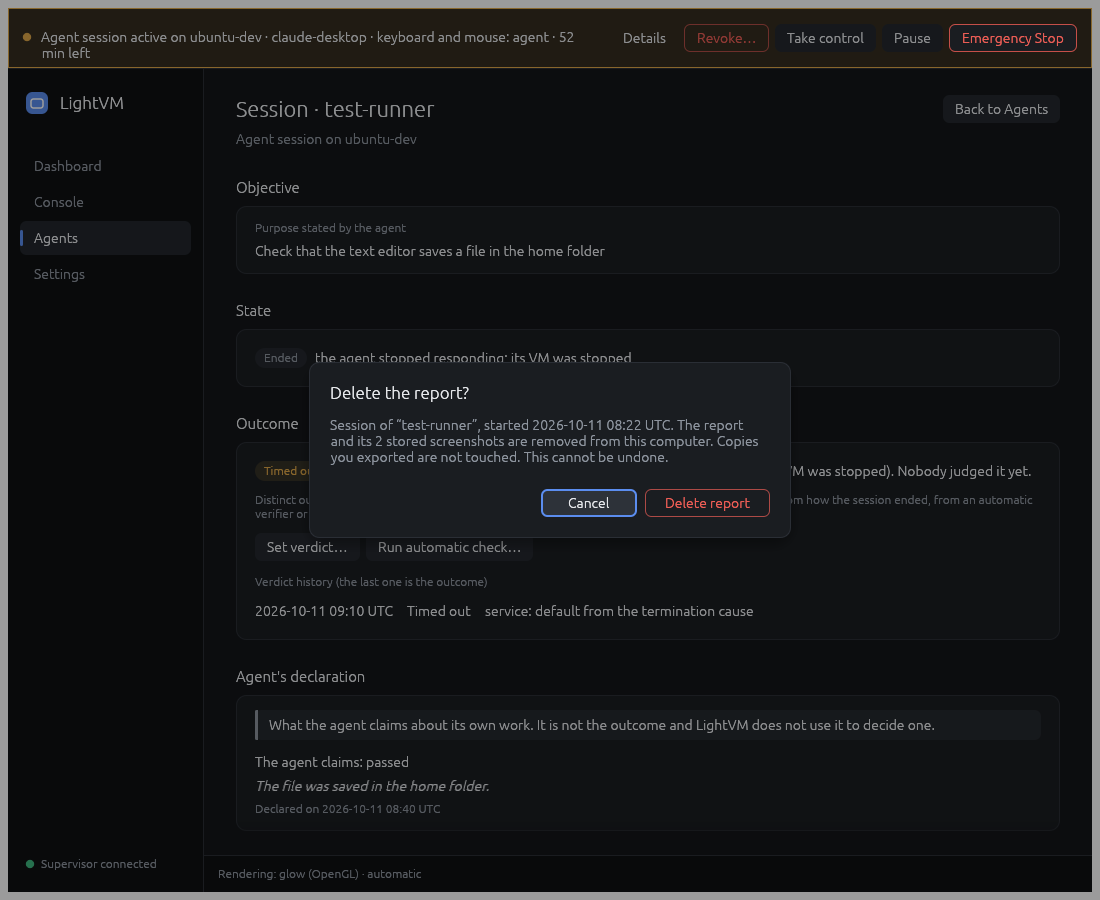 Agent session active on ubuntu-dev · claude-desktop · keyboard and mouse: agent · 52
min left
Details
Revoke…
Take control
Pause
Emergency Stop
LightVM
Dashboard
Console
Agents
Settings
Supervisor connected
Session · test-runner
Back to Agents
Agent session on ubuntu-dev
Objective
Purpose stated by the agent
Check that the text editor saves a file in the home folder
State
Ended
the agent stopped responding: its VM was stopped
Outcome
Timed
M was stopped). Nobody judged it yet.
Distinct
from how the session ended, from an automatic
verifier or
Delete the report?
Session of “test-runner”, started 2026-10-11 08:22 UTC. The report
and its 2 stored screenshots are removed from this computer. Copies
you exported are not touched. This cannot be undone.
Cancel
Delete report
Set verdict…
Run automatic check…
Verdict history (the last one is the outcome)
2026-10-11 09:10 UTC Timed out service: default from the termination cause
Agent's declaration
What the agent claims about its own work. It is not the outcome and LightVM does not use it to decide one.
The agent claims: passed
The file was saved in the home folder.
Declared on 2026-10-11 08:40 UTC
Rendering: glow (OpenGL) · automatic